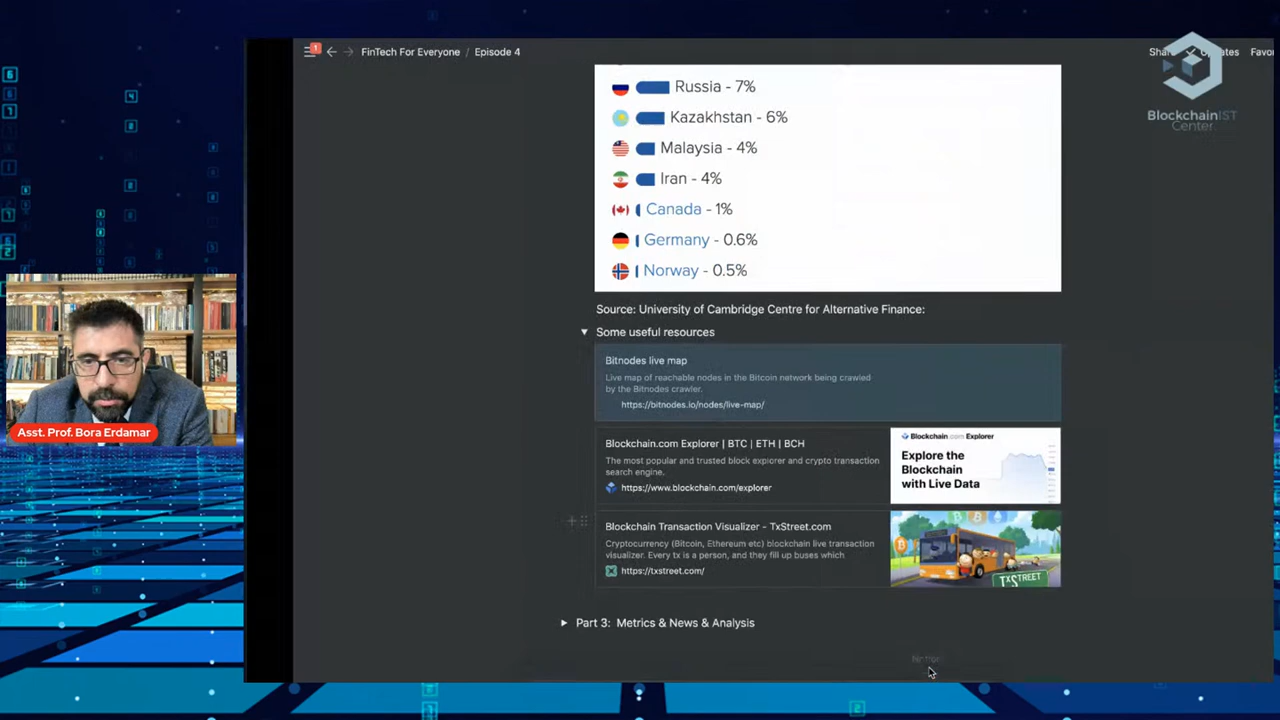 1
FinTech For Everyone / Episode 4
BlockchainIST
Center
Russia - 7%
Kazakhstan - 6%
Malaysia - 4%
Iran - 4%
Canada - 1%
Germany - 0.6%
Norway - 0.5%
Source: University of Cambridge Centre for Alternative Finance:
Some useful resources
Bitnodes live map
Live map of reachable nodes in the Bitcoin network being crawled
by the Bitnodes crawler.
https://bitnodes.io/nodes/live-map/
Blockchain.com Explorer | BTC | ETH | BCH
The most popular and trusted block explorer and crypto transaction
search engine.
https://www.blockchain.com/explorer
Blockchain.com Explorer
Explore the
Blockchain
with Live Data
Blockchain Transaction Visualizer - TxStreet.com
Cryptocurrency (Bitcoin, Ethereum etc) blockchain live transaction
visualizer. Every tx is a person, and they fill up buses which
https://txstreet.com/
TXSTREET
Part 3: Metrics & News & Analysis
Asst. Prof. Bora Erdamar